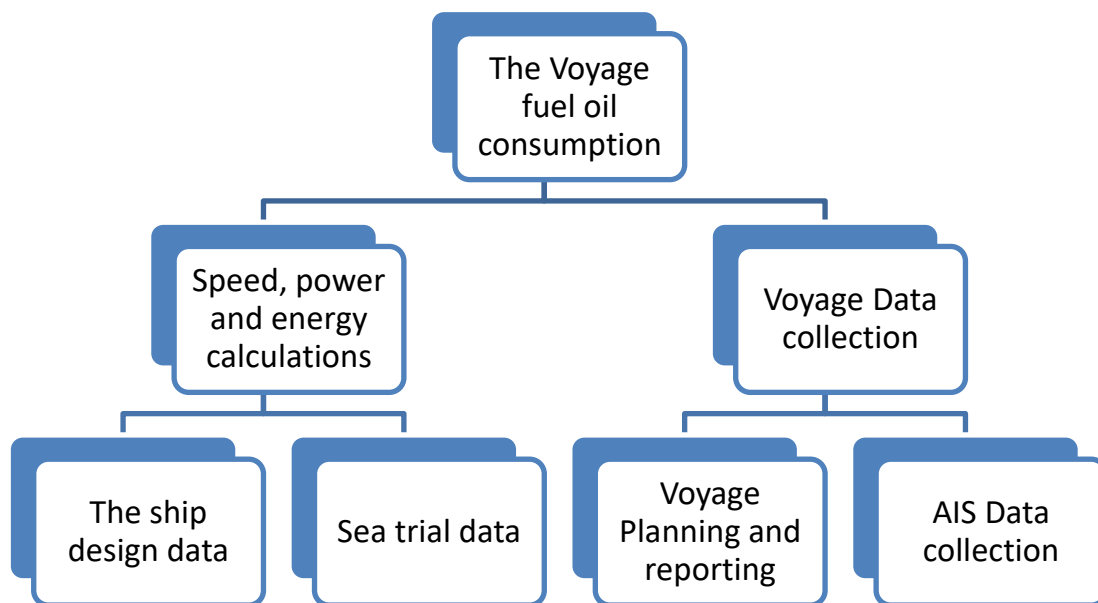 The Voyage
fuel oil
consumption
Speed, power
and energy
calculations
Voyage Data
collection
The ship
design data
Sea trial data
Voyage
Planning and
reporting
AIS Data
collection